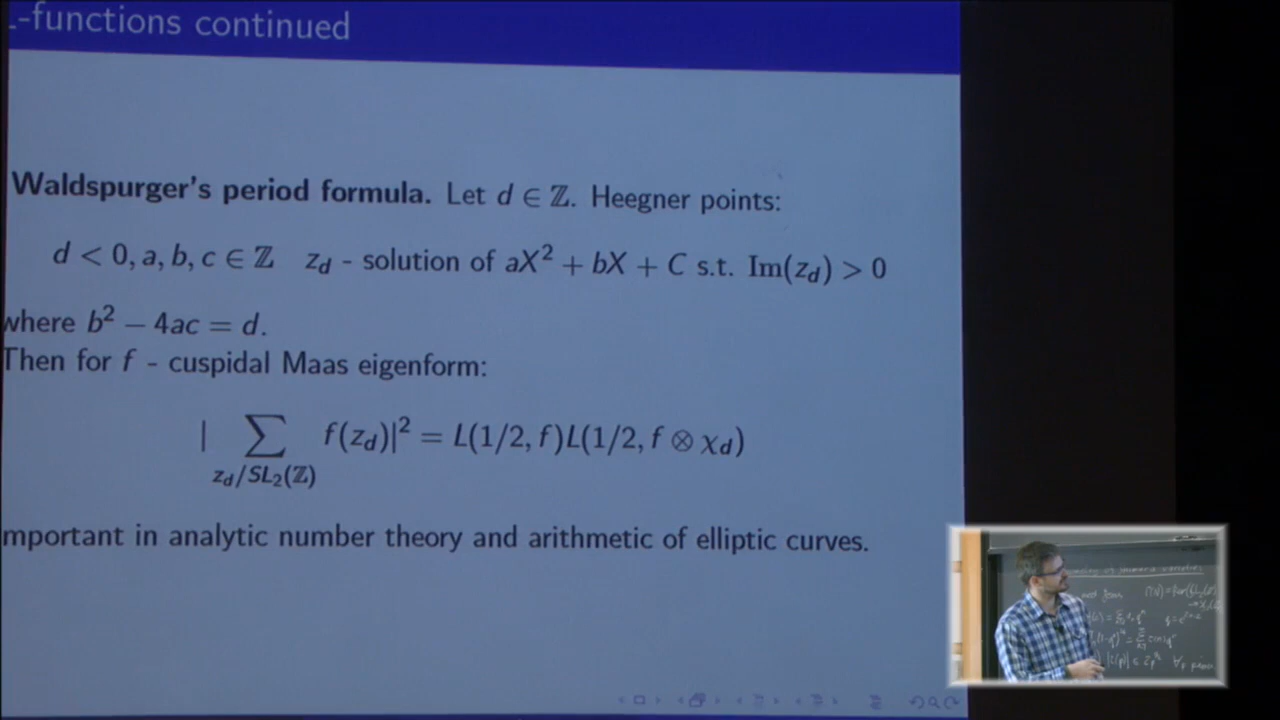 -functions continued
Waldspurger's period formula. Let d ∈ ℤ. Heegner points:
d < 0, a, b, c ∈ ℤ z_d - solution of aX² + bX + C s.t. Im(z_d) > 0
where b² − 4ac = d.
Then for f - cuspidal Maas eigenform:
| ∑ f(z_d)|² = L(1/2, f)L(1/2, f ⊗ χ_d)
z_d/SL₂(ℤ)
mportant in analytic number theory and arithmetic of elliptic curves.